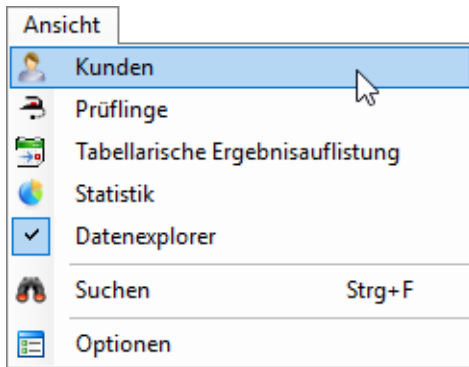 Ansicht
Kunden
Prüflinge
Tabellarische Ergebnisauflistung
Statistik
Datenexplorer
Suchen Strg+F
Optionen